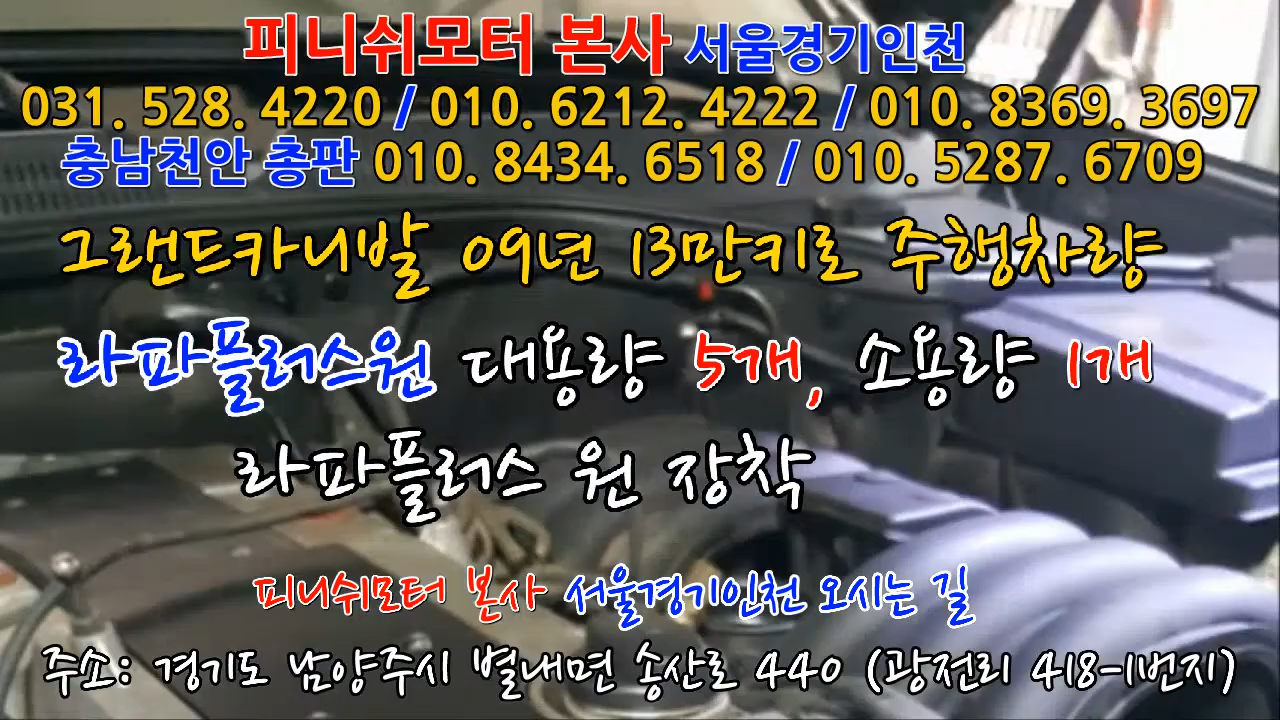 피니쉬모터 본사 서울경기인천
031. 528. 4220 / 010. 6212. 4222 / 010. 8369. 3697
충남천안 총판 010. 8434. 6518 / 010. 5287. 6709
그랜드카니발 09년 13만키로 주행차량
라파플러스원 대용량 5개, 소용량 1개
라파플러스 원 장착
피니쉬모터 본사 서울경기인천 오시는 길
주소: 경기도 남양주시 별내면 송산로 440 (광전리 418-1번지)